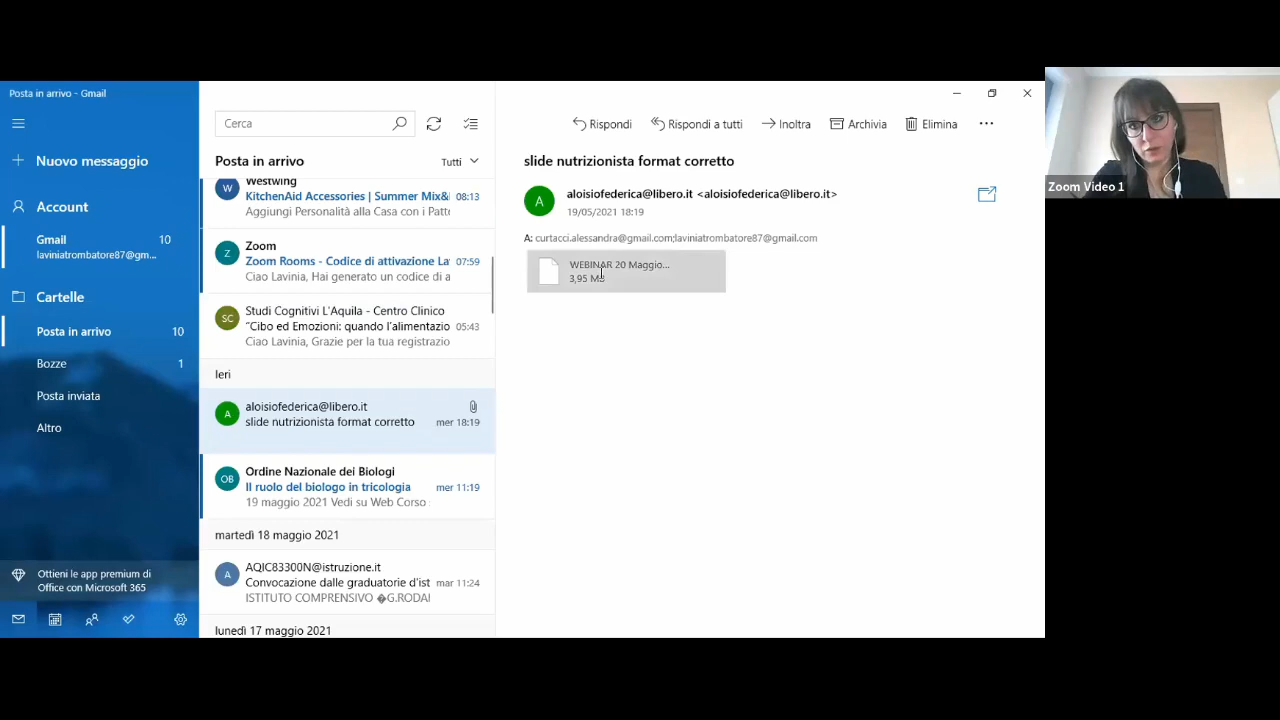 Posta in arrivo - Gmail
Nuovo messaggio
Account
Gmail 10
laviniatrombatore87@gm...
Cartelle
Posta in arrivo 10
Bozze 1
Posta inviata
Altro
Ottieni le app premium di
Office con Microsoft 365
Cerca
Posta in arrivo Tutti
W Westwing
KitchenAid Accessories | Summer Mix& 08:13
Aggiungi Personalità alla Casa con i Patt
Z Zoom
Zoom Rooms - Codice di attivazione La 07:59
Ciao Lavinia, Hai generato un codice di a
SC Studi Cognitivi L'Aquila - Centro Clinico
"Cibo ed Emozioni: quando l'alimentazio 05:43
Ciao Lavinia, Grazie per la tua registrazio
Ieri
A aloisiofederica@libero.it
slide nutrizionista format corretto mer 18:19
OB Ordine Nazionale dei Biologi
Il ruolo del biologo in tricologia mer 11:19
19 maggio 2021 Vedi su Web Corso
martedì 18 maggio 2021
A AQIC83300N@istruzione.it
Convocazione dalle graduatorie d'ist mar 11:24
ISTITUTO COMPRENSIVO �G.RODAI
lunedì 17 maggio 2021
Rispondi Rispondi a tutti Inoltra Archivia Elimina
slide nutrizionista format corretto
A aloisiofederica@libero.it <aloisiofederica@libero.it>
19/05/2021 18:19
A: curtacci.alessandra@gmail.com;laviniatrombatore87@gmail.com
WEBINAR 20 Maggio...
3,95 MB
Zoom Video 1